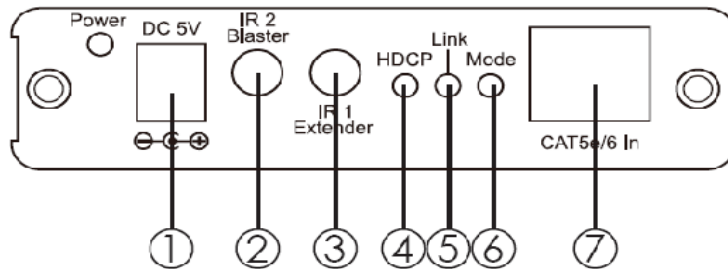 Power
DC 5V
IR 2
Blaster
IR 1
Extender
HDCP
Link
Mode
CAT5e/6 In
1
2
3
4
5
6
7